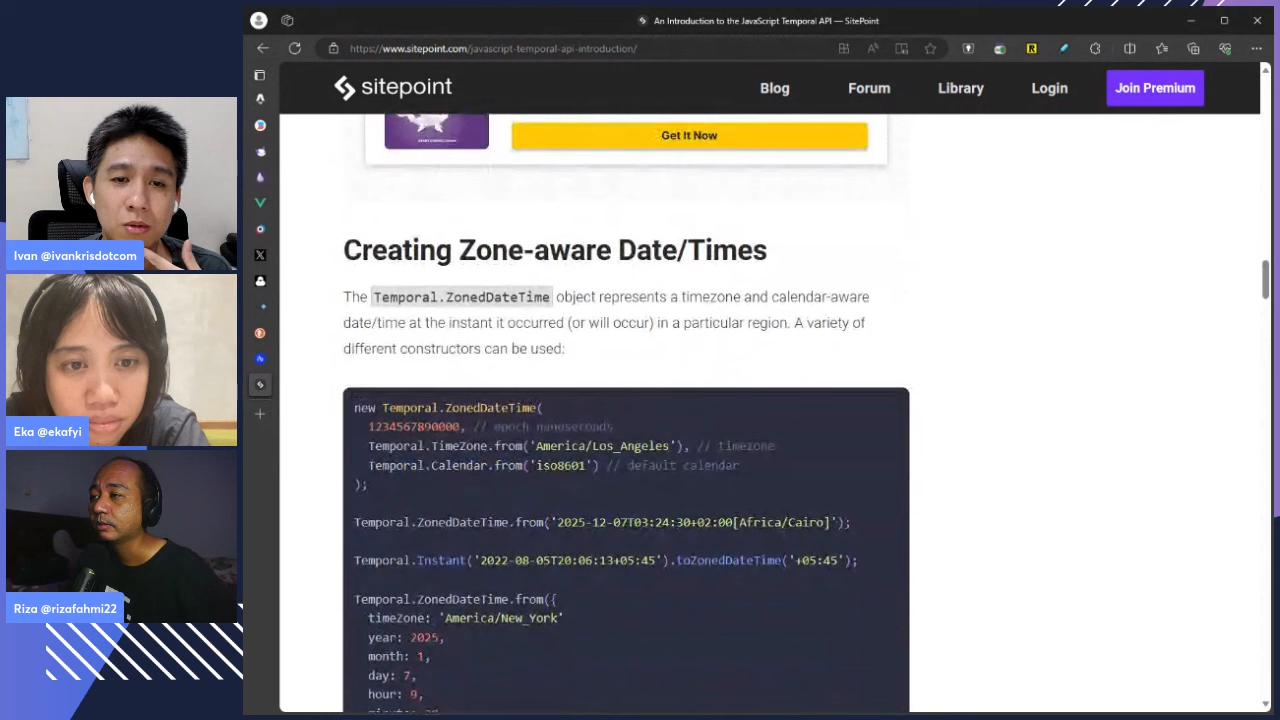 An Introduction to the JavaScript Temporal API — SitePoint
https://www.sitepoint.com/javascript-temporal-api-introduction/
sitepoint
Blog
Forum
Library
Login
Join Premium
Get It Now
Creating Zone-aware Date/Times
The Temporal.ZonedDateTime object represents a timezone and calendar-aware
date/time at the instant it occurred (or will occur) in a particular region. A variety of
different constructors can be used:
new Temporal.ZonedDateTime(
1234567890000, // epoch nanoseconds
Temporal.TimeZone.from('America/Los_Angeles'), // timezone
Temporal.Calendar.from('iso8601') // default calendar
);
Temporal.ZonedDateTime.from('2025-12-07T03:24:30+02:00[Africa/Cairo]');
Temporal.Instant('2022-08-05T20:06:13+05:45').toZonedDateTime('+05:45');
Temporal.ZonedDateTime.from({
timeZone: 'America/New_York'
year: 2025,
month: 1,
day: 7,
hour: 9,
Ivan @ivankrisdotcom
Eka @ekafyi
Riza @rizafahmi22